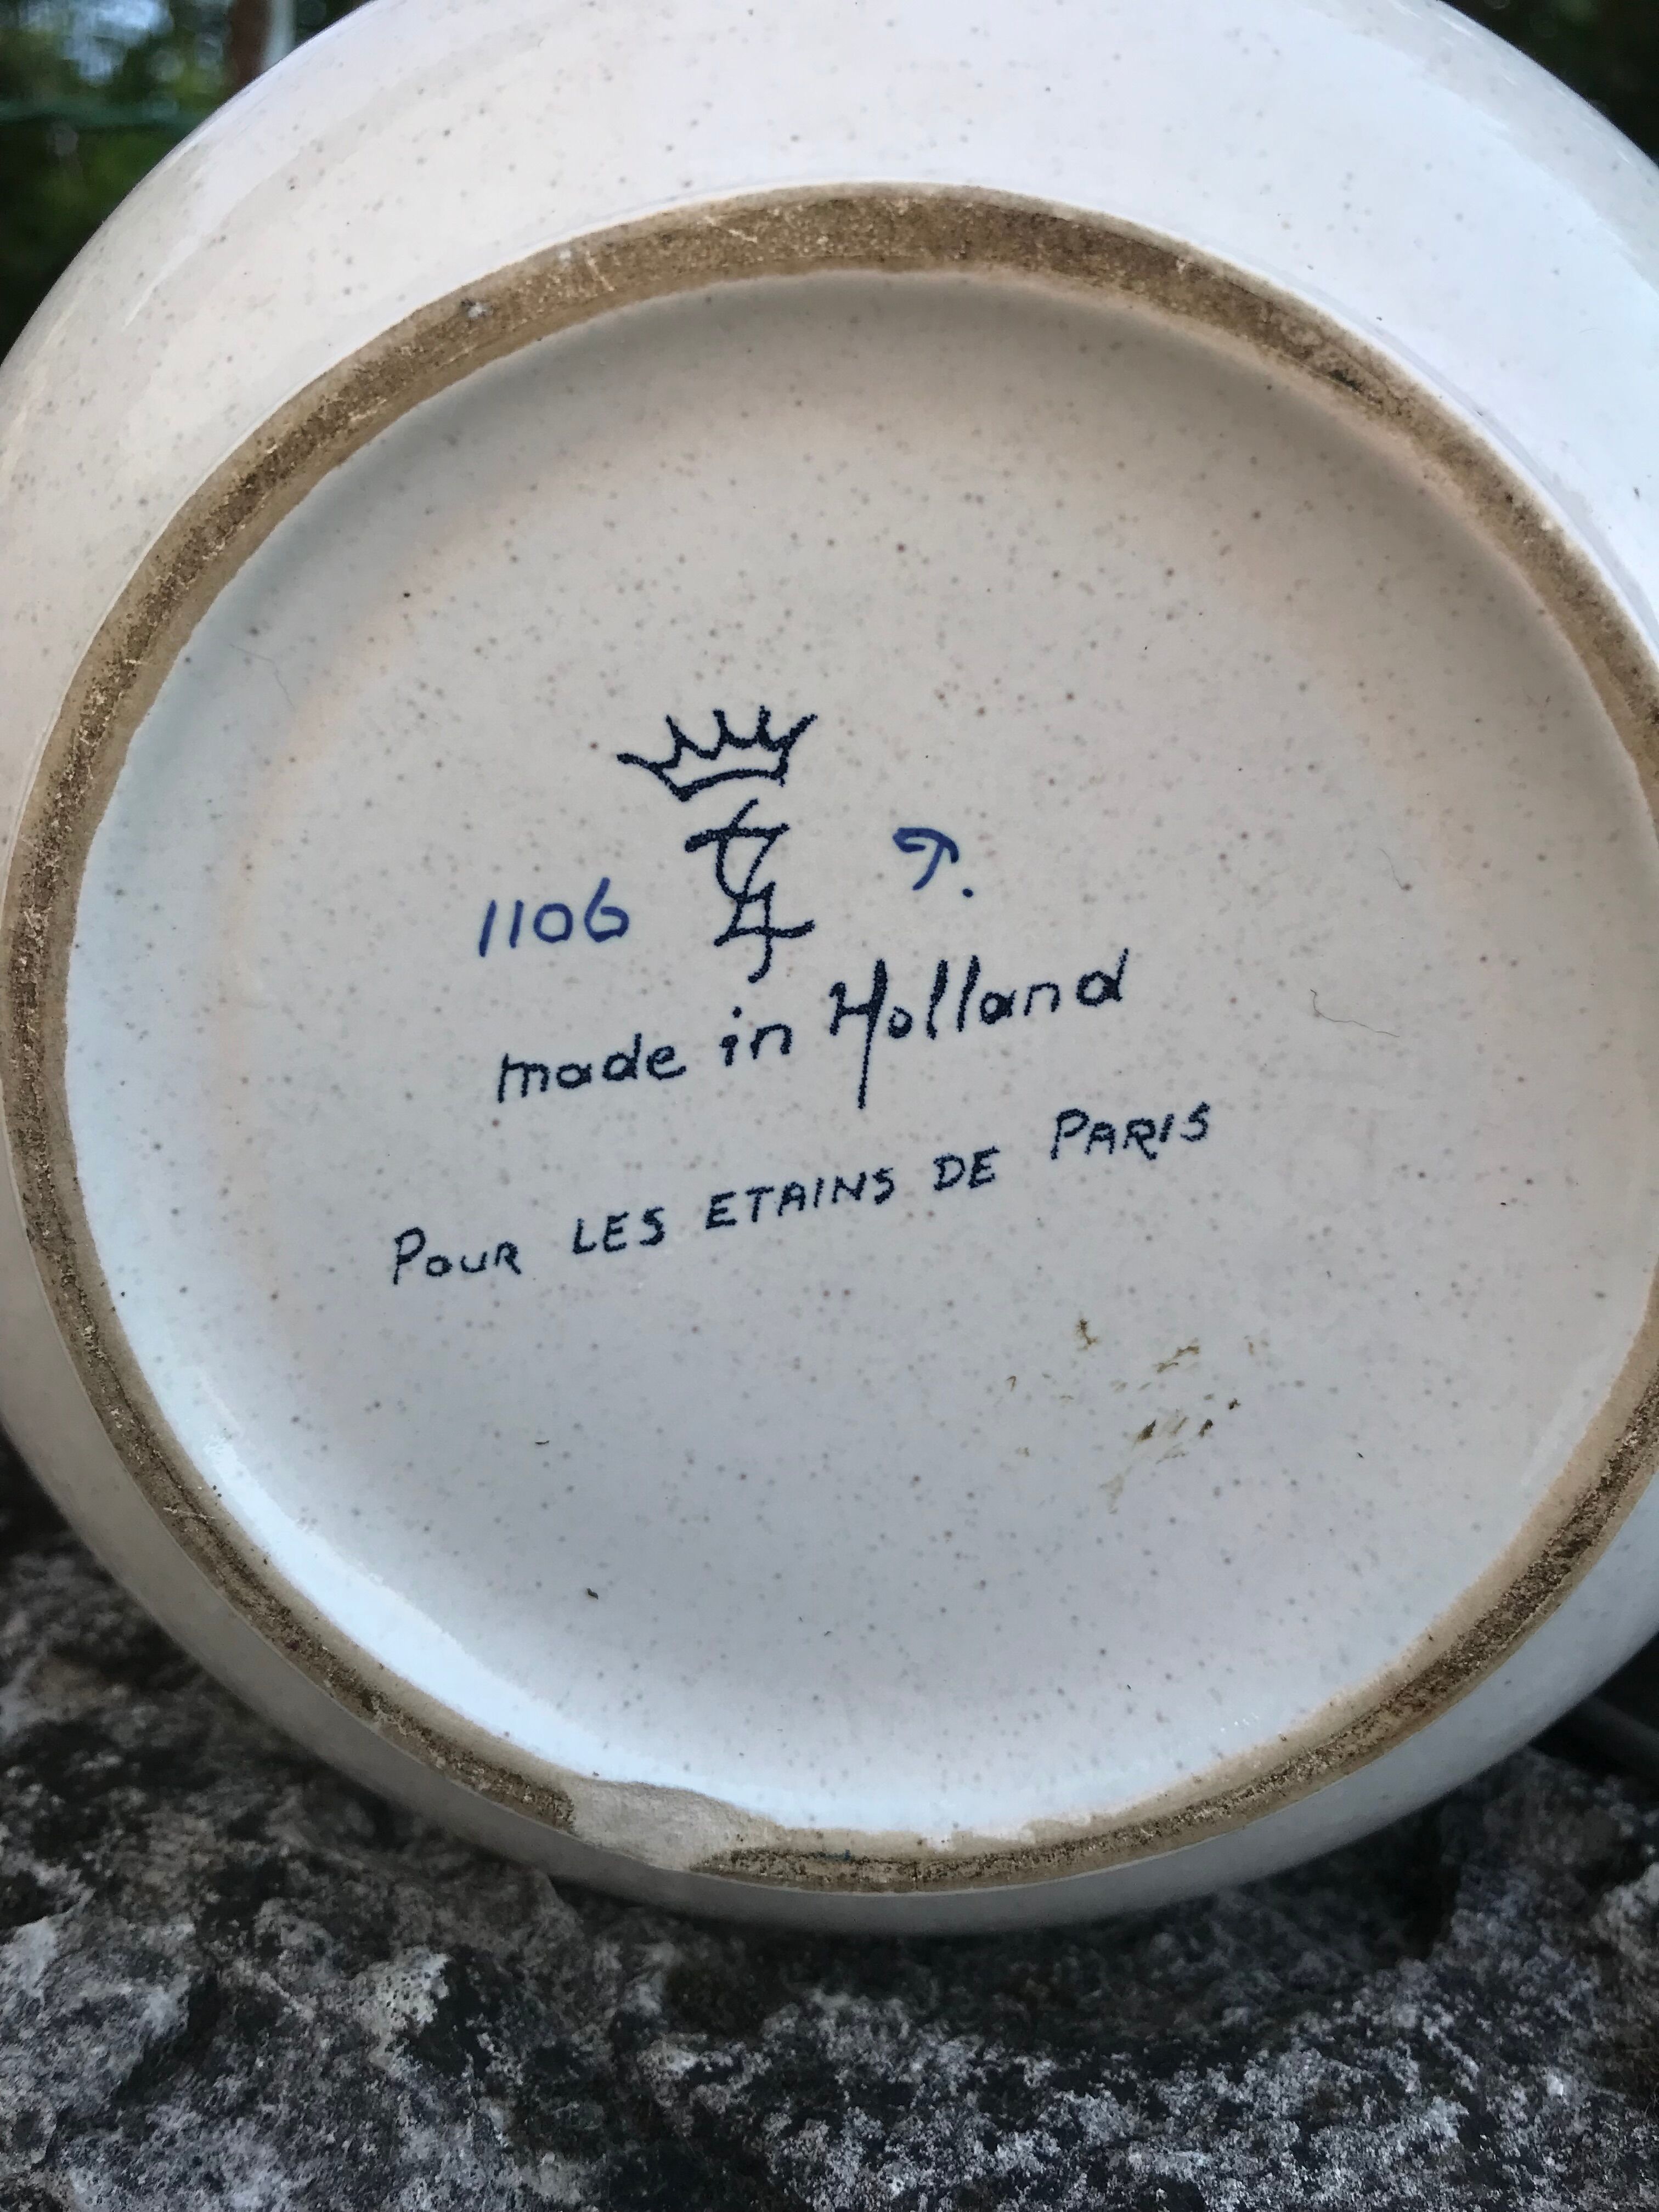 1106 T.
made in Holland
POUR LES ETAINS DE PARIS